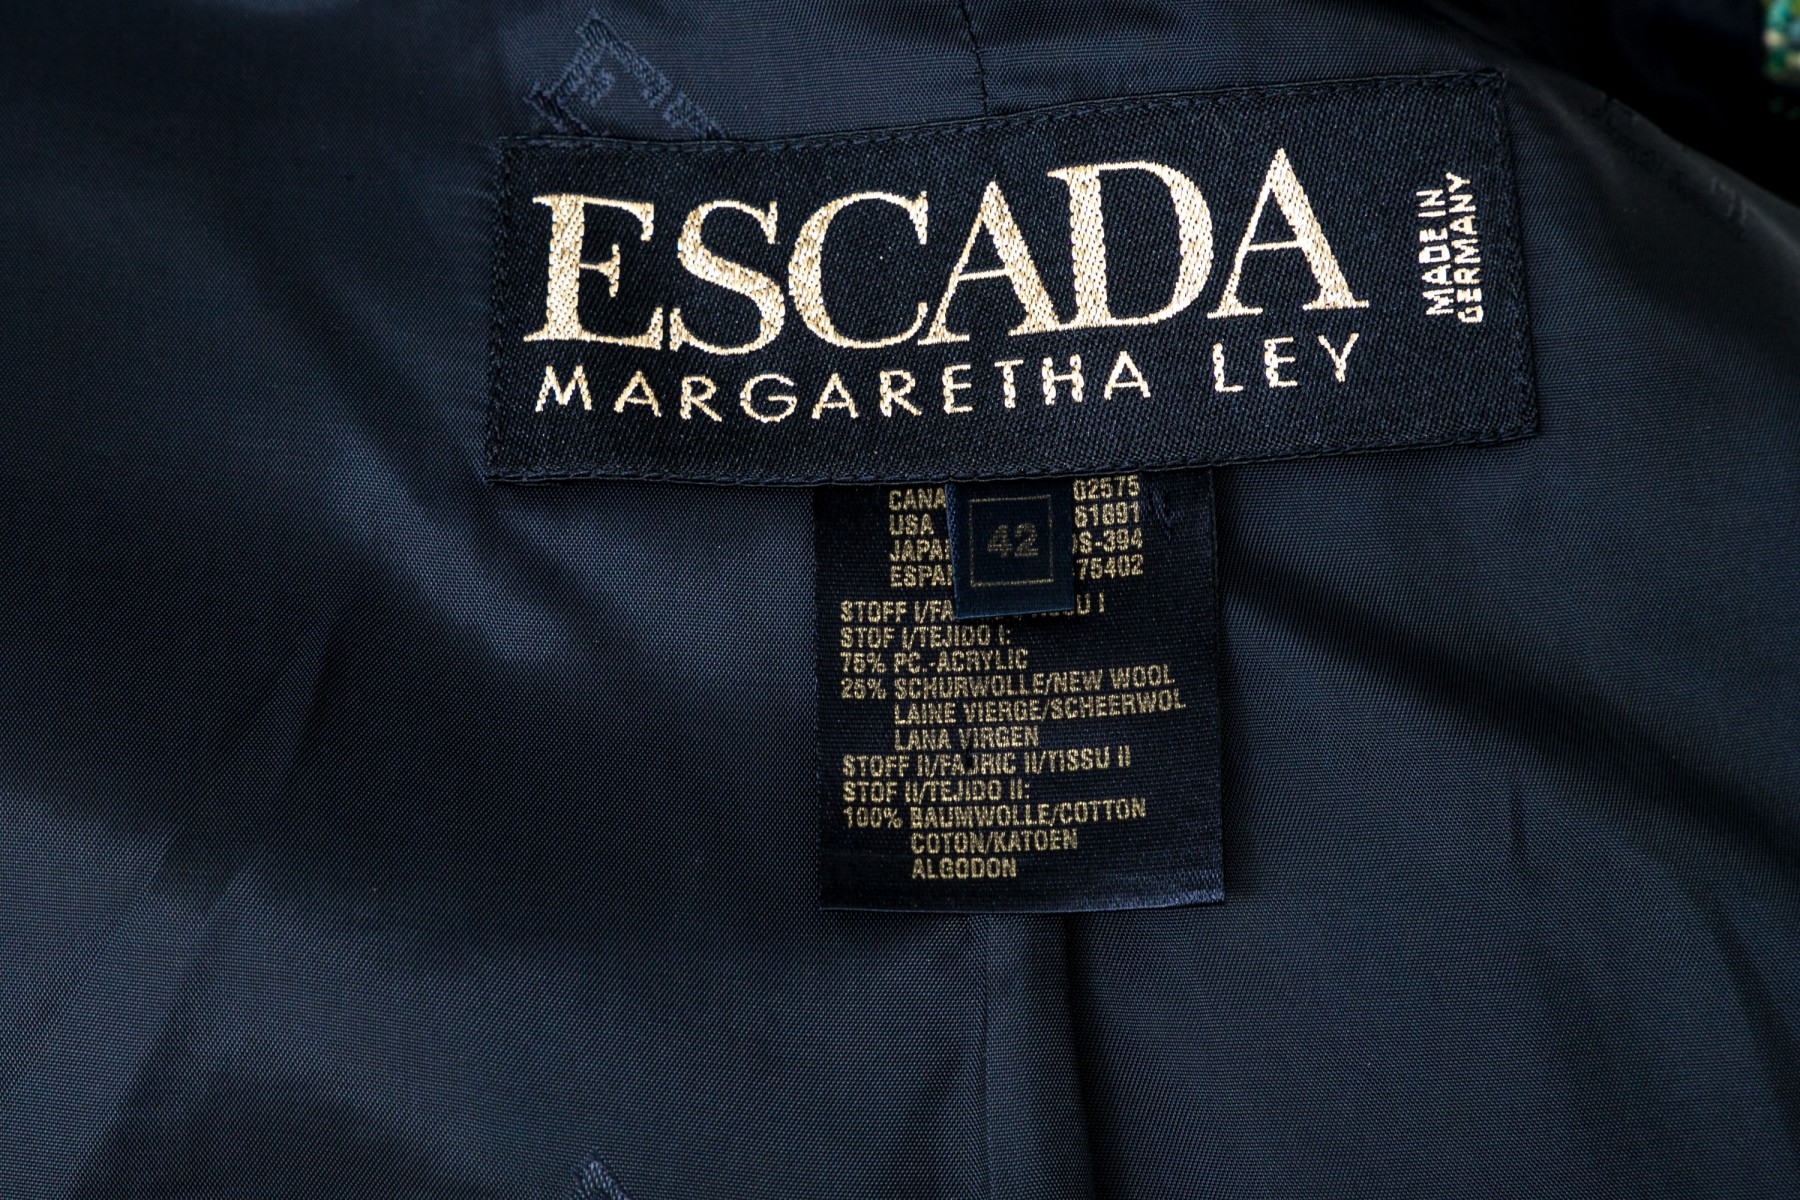 ESCADA
MARGARETHA LEY
MADE IN
GERMANY
42
CANA 02575
USA 51691
JAPA S-394
ESPA 75402
STOFF I/FA U I
STOF I/TEJIDO I:
75% PC.-ACRYLIC
25% SCHURWOLLE/NEW WOOL
LAINE VIERGE/SCHEERWOL
LANA VIRGEN
STOFF II/FABRIC II/TISSU II
STOF II/TEJIDO II:
100% BAUMWOLLE/COTTON
COTON/KATOEN
ALGODON